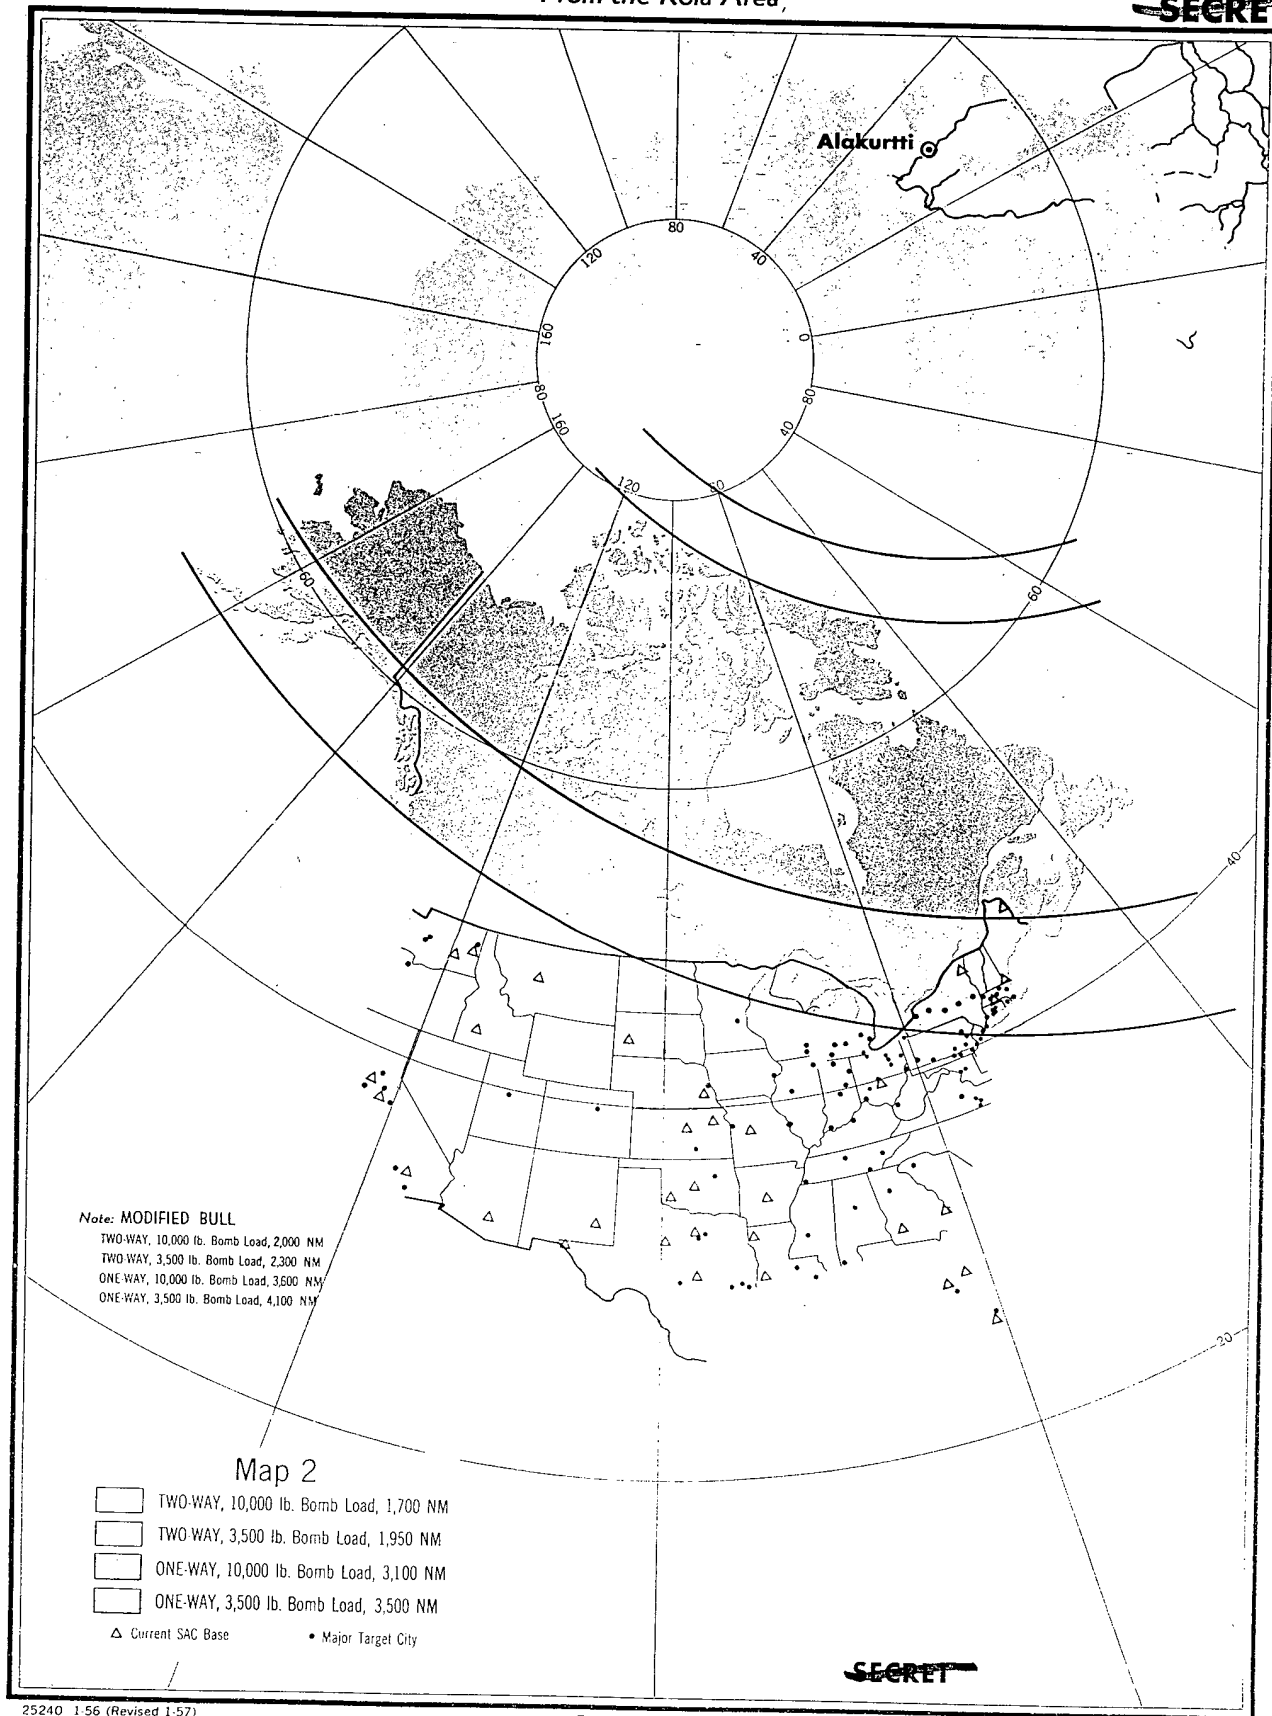 From the Kola Area,
SECRE
Alakurtti
80
120
40
160
0
80
80
160
40
120
80
60
60
40
20
Note: MODIFIED BULL
TWO-WAY, 10,000 lb. Bomb Load, 2,000 NM
TWO-WAY, 3,500 lb. Bomb Load, 2,300 NM
ONE-WAY, 10,000 lb. Bomb Load, 3,600 NM
ONE-WAY, 3,500 lb. Bomb Load, 4,100 NM
Map 2
TWO-WAY, 10,000 lb. Bomb Load, 1,700 NM
TWO-WAY, 3,500 lb. Bomb Load, 1,950 NM
ONE-WAY, 10,000 lb. Bomb Load, 3,100 NM
ONE-WAY, 3,500 lb. Bomb Load, 3,500 NM
Current SAC Base
Major Target City
SECRET
25240 1-56 (Revised 1-57)